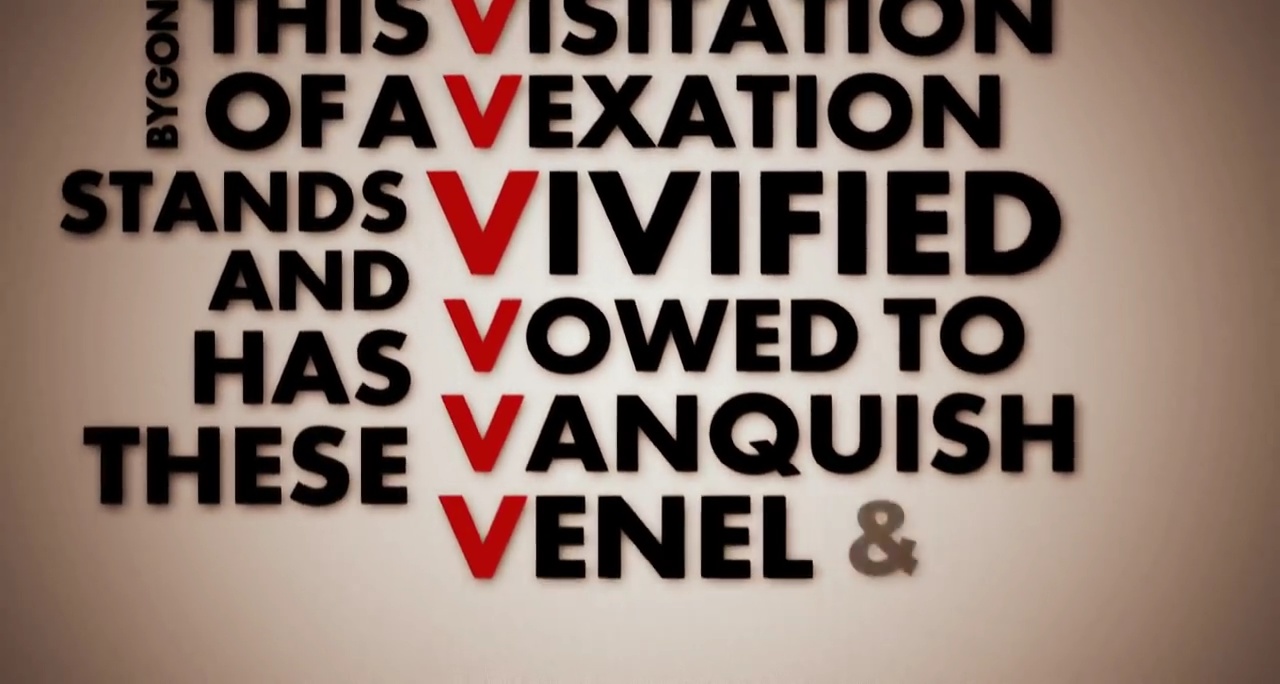 BYGON
THIS VISITATION
OF A VEXATION
STANDS VIVIFIED
AND
HAS VOWED TO
THESE VANQUISH
VENEL &